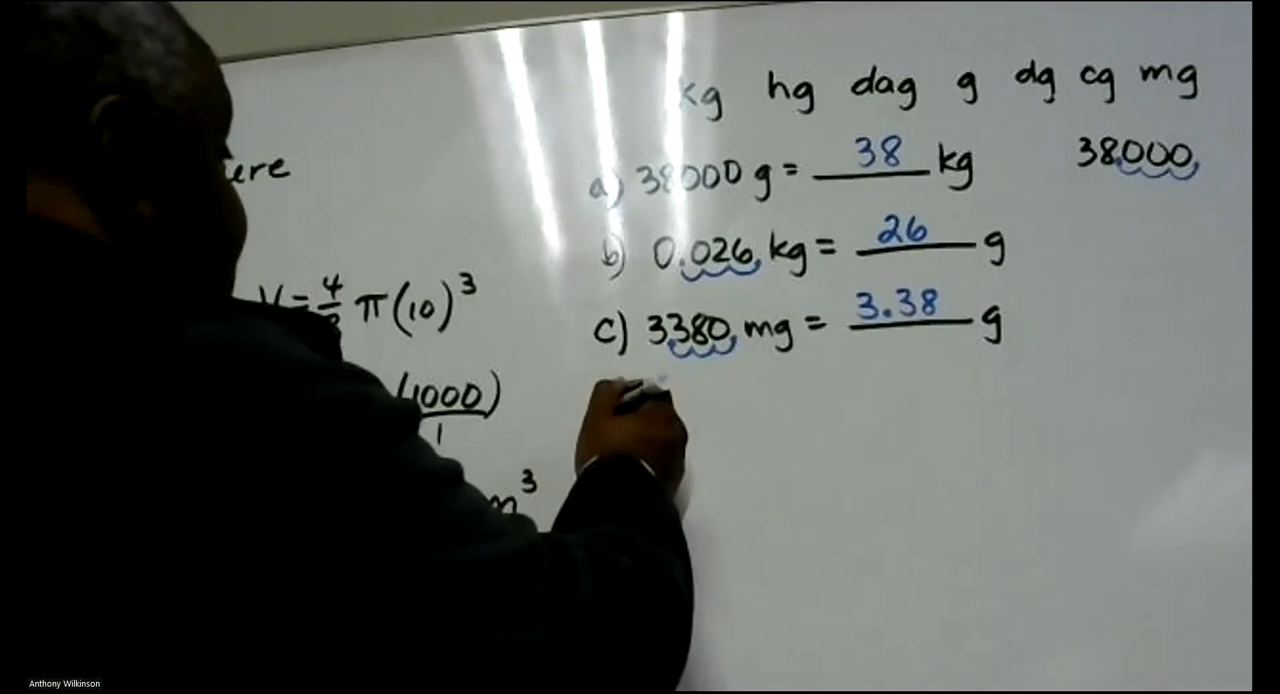 kg hg dag g dg cg mg
a) 38000 g = 38 kg 38000
b) 0.026 kg = 26 g
c) 3380 mg = 3.38 g
ere
V = 4/3 π(10)³
(1000)
1
m³
Anthony Wilkinson